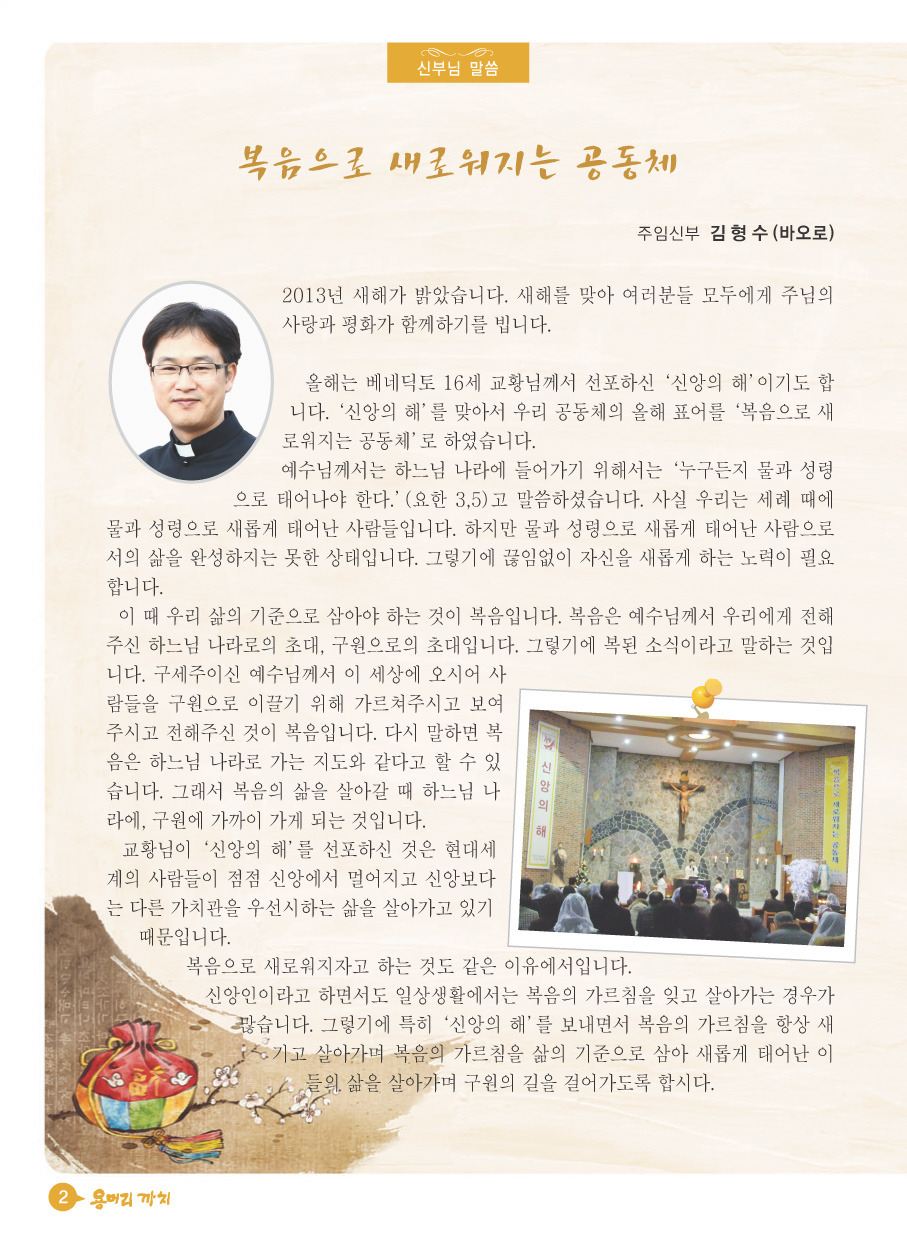 신부님 말씀
복음으로 새로워지는 공동체
주임신부 김형수(바오로)
2013년 새해가 밝았습니다. 새해를 맞아 여러분들 모두에게 주님의
사랑과 평화가 함께하기를 빕니다.
올해는 베네딕토 16세 교황님께서 선포하신 ‘신앙의 해’이기도 합
니다. ‘신앙의 해’를 맞아서 우리 공동체의 올해 표어를 ‘복음으로 새
로워지는 공동체’로 하였습니다.
예수님께서는 하느님 나라에 들어가기 위해서는 ‘누구든지 물과 성령
으로 태어나야 한다.’(요한 3,5)고 말씀하셨습니다. 사실 우리는 세례 때에
물과 성령으로 새롭게 태어난 사람들입니다. 하지만 물과 성령으로 새롭게 태어난 사람으로
서의 삶을 완성하지는 못한 상태입니다. 그렇기에 끊임없이 자신을 새롭게 하는 노력이 필요
합니다.
이 때 우리 삶의 기준으로 삼아야 하는 것이 복음입니다. 복음은 예수님께서 우리에게 전해
주신 하느님 나라로의 초대, 구원으로의 초대입니다. 그렇기에 복된 소식이라고 말하는 것입
니다. 구세주이신 예수님께서 이 세상에 오시어 사
람들을 구원으로 이끌기 위해 가르쳐주시고 보여
주시고 전해주신 것이 복음입니다. 다시 말하면 복
음은 하느님 나라로 가는 지도와 같다고 할 수 있
습니다. 그래서 복음의 삶을 살아갈 때 하느님 나
라에, 구원에 가까이 가게 되는 것입니다.
교황님이 ‘신앙의 해’를 선포하신 것은 현대세
계의 사람들이 점점 신앙에서 멀어지고 신앙보다
는 다른 가치관을 우선시하는 삶을 살아가고 있기
때문입니다.
신앙의 해
복음으로 새로워지는 공동체
복음으로 새로워지자고 하는 것도 같은 이유에서입니다.
신앙인이라고 하면서도 일상생활에서는 복음의 가르침을 잊고 살아가는 경우가
많습니다. 그렇기에 특히 ‘신앙의 해’를 보내면서 복음의 가르침을 항상 새
기고 살아가며 복음의 가르침을 삶의 기준으로 삼아 새롭게 태어난 이
들의 삶을 살아가며 구원의 길을 걸어가도록 합시다.
2 용머리 까치